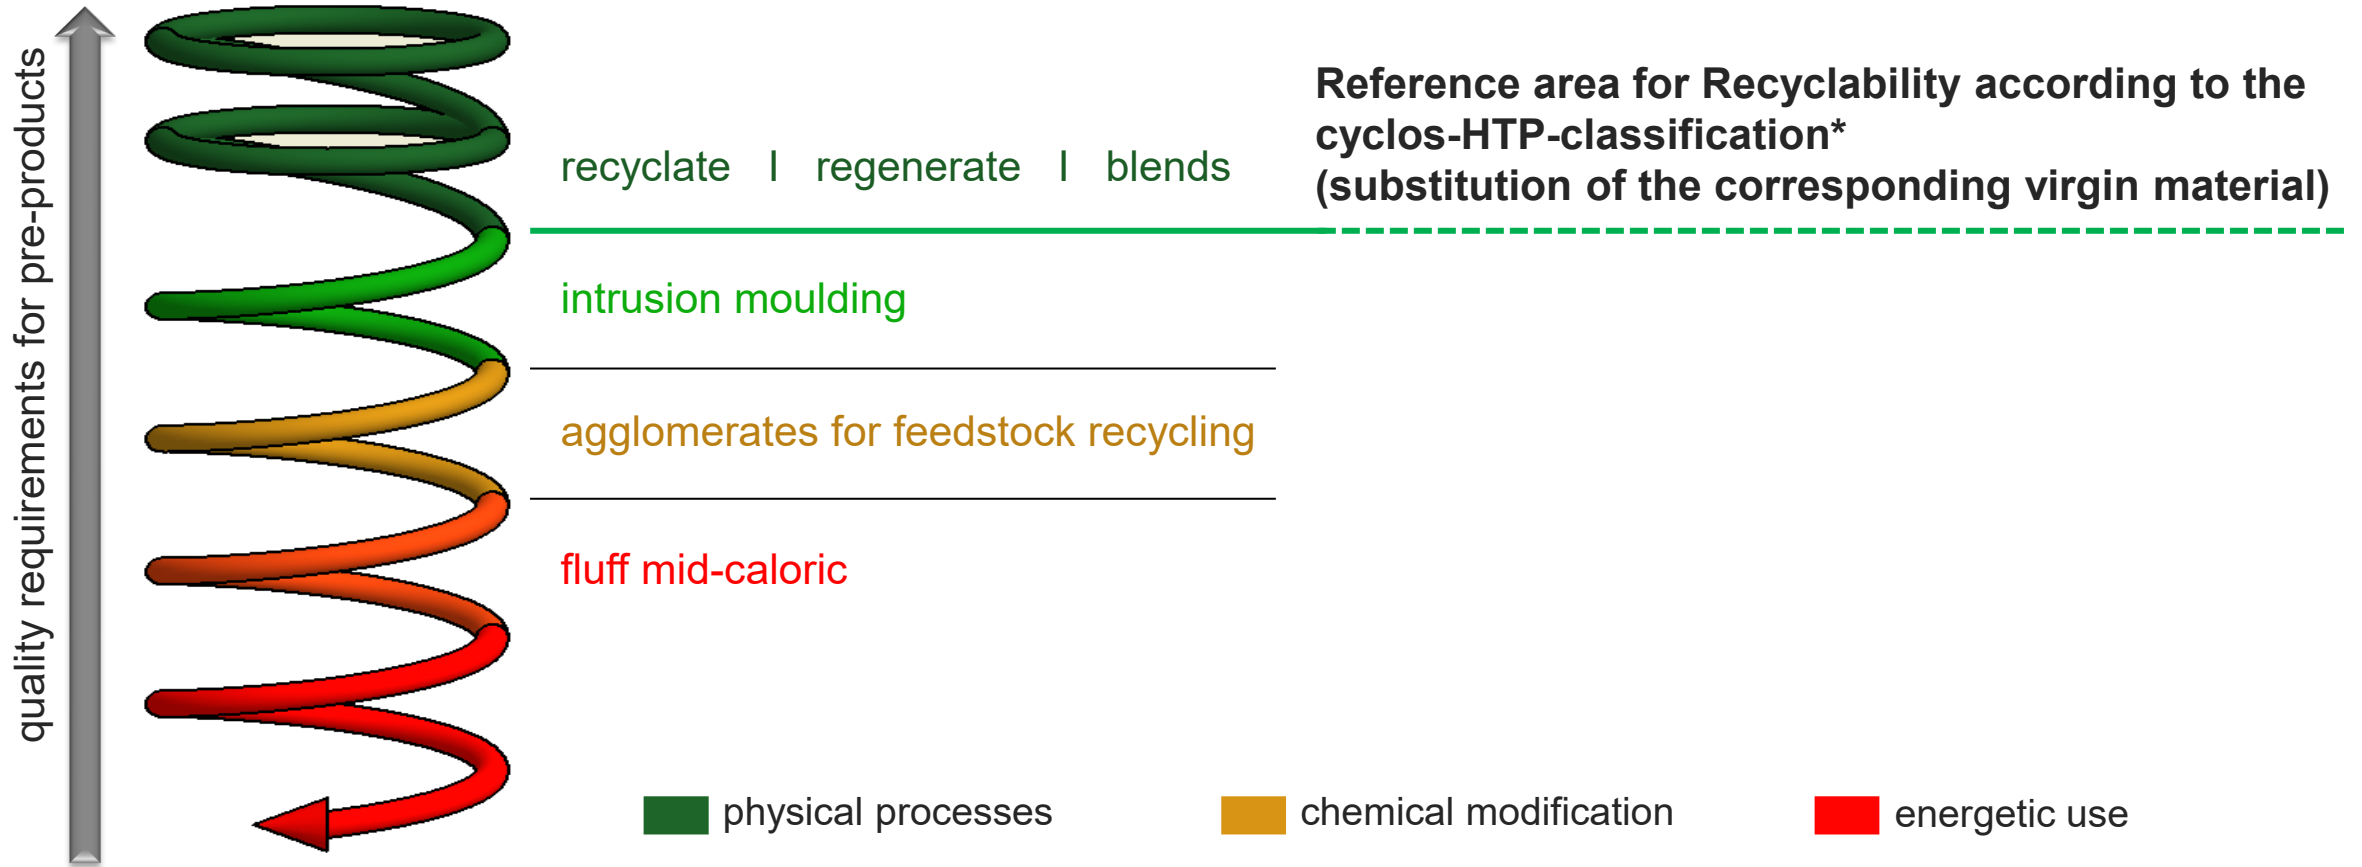 quality requirements for pre-products
Reference area for Recyclability according to the
cyclos-HTP-classification*
(substitution of the corresponding virgin material)
recyclate I regenerate I blends
intrusion moulding
agglomerates for feedstock recycling
fluff mid-caloric
physical processes
chemical modification
energetic use